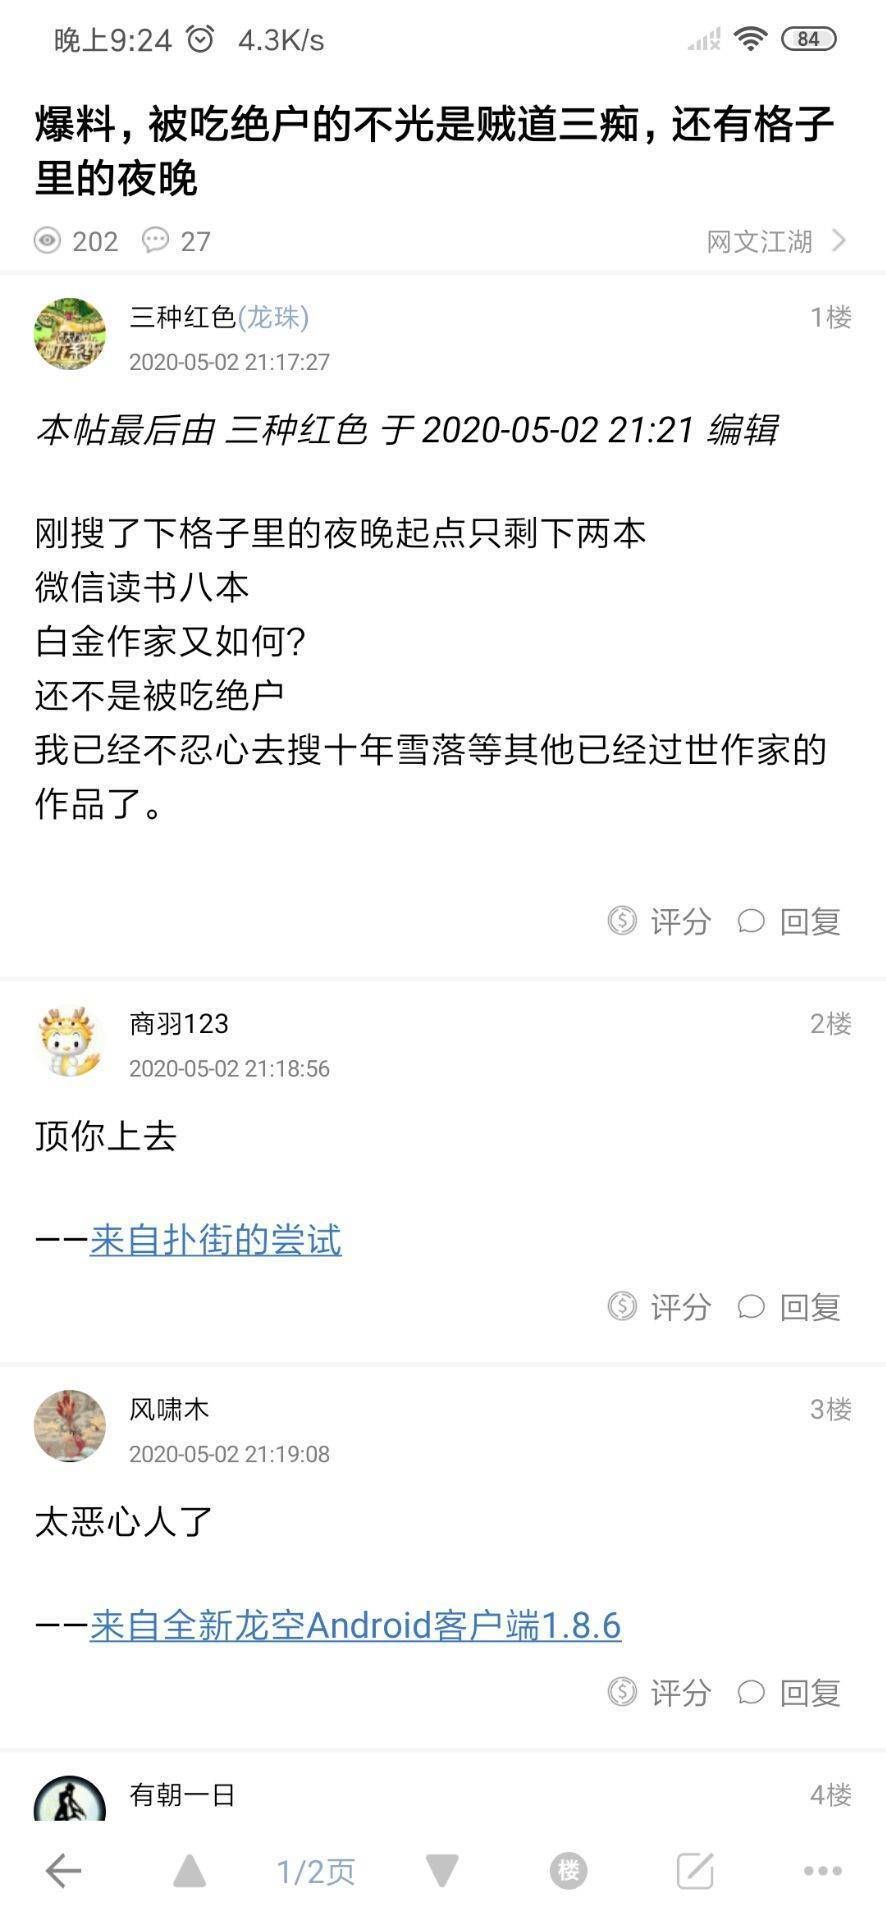 晚上9:24 4.3K/s 84
爆料，被吃绝户的不光是贼道三痴，还有格子
里的夜晚
202 27 网文江湖
三种红色(龙珠) 1楼
2020-05-02 21:17:27
本帖最后由 三种红色 于 2020-05-02 21:21 编辑
刚搜了下格子里的夜晚起点只剩下两本
微信读书八本
白金作家又如何？
还不是被吃绝户
我已经不忍心去搜十年雪落等其他已经过世作家的
作品了。
评分 回复
商羽123 2楼
2020-05-02 21:18:56
顶你上去
——来自扑街的尝试
评分 回复
风啸木 3楼
2020-05-02 21:19:08
太恶心人了
——来自全新龙空Android客户端1.8.6
评分 回复
有朝一日 4楼
1/2页 楼